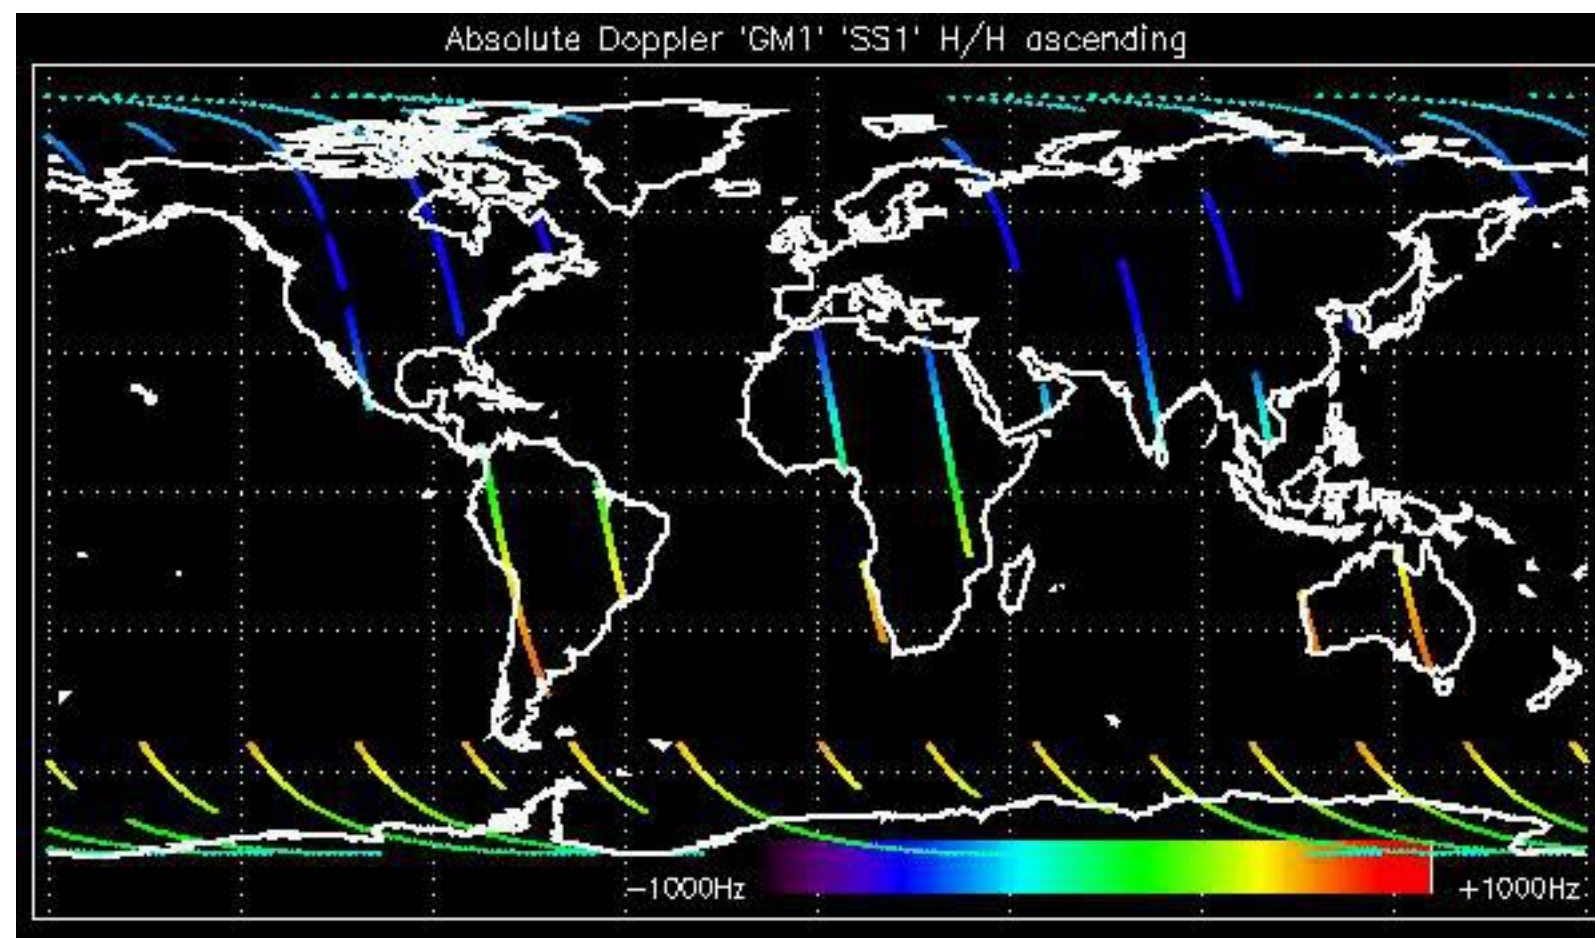 Absolute Doppler 'GM1' 'SS1' H/H ascending
−1000Hz
+1000Hz